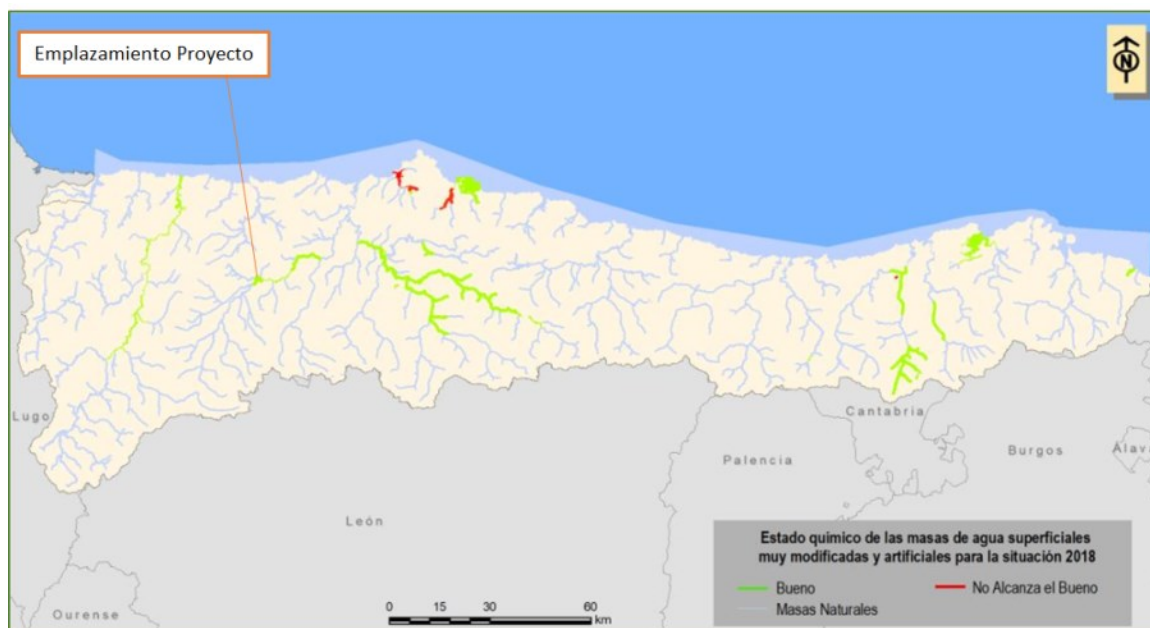 Emplazamiento Proyecto
N
Lugo
Cantabria
Burgos
Álava
Palencia
León
Ourense
Estado químico de las masas de agua superficiales
muy modificadas y artificiales para la situación 2018
Bueno
No Alcanza el Bueno
Masas Naturales
0 15 30 60
km